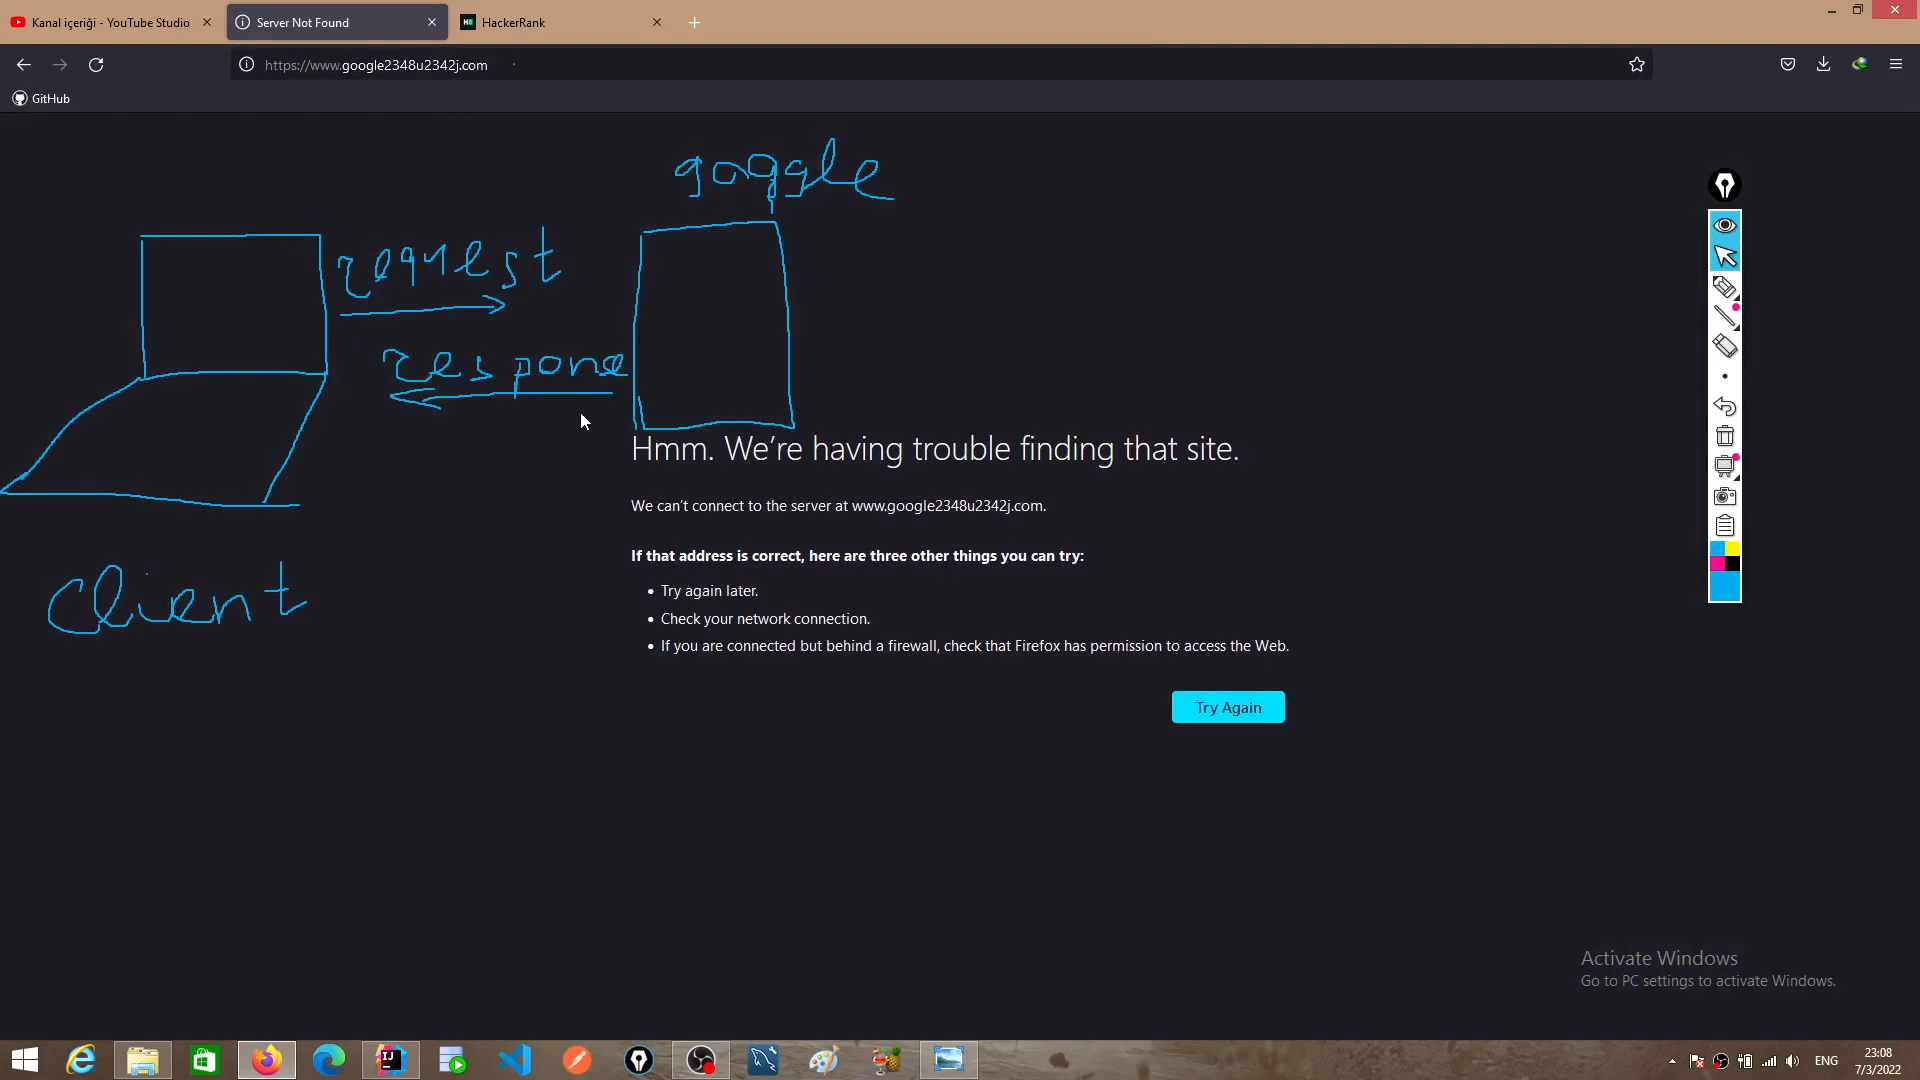 Kanal içeriği - YouTube Studio
Server Not Found
HackerRank
https://www.google2348u2342j.com
GitHub
goqgle
request
respone
Hmm. We're having trouble finding that site.
We can't connect to the server at www.google2348u2342j.com.
If that address is correct, here are three other things you can try:
Try again later.
Check your network connection.
If you are connected but behind a firewall, check that Firefox has permission to access the Web.
Client
Try Again
Activate Windows
Go to PC settings to activate Windows.
ENG
23:08
7/3/2022